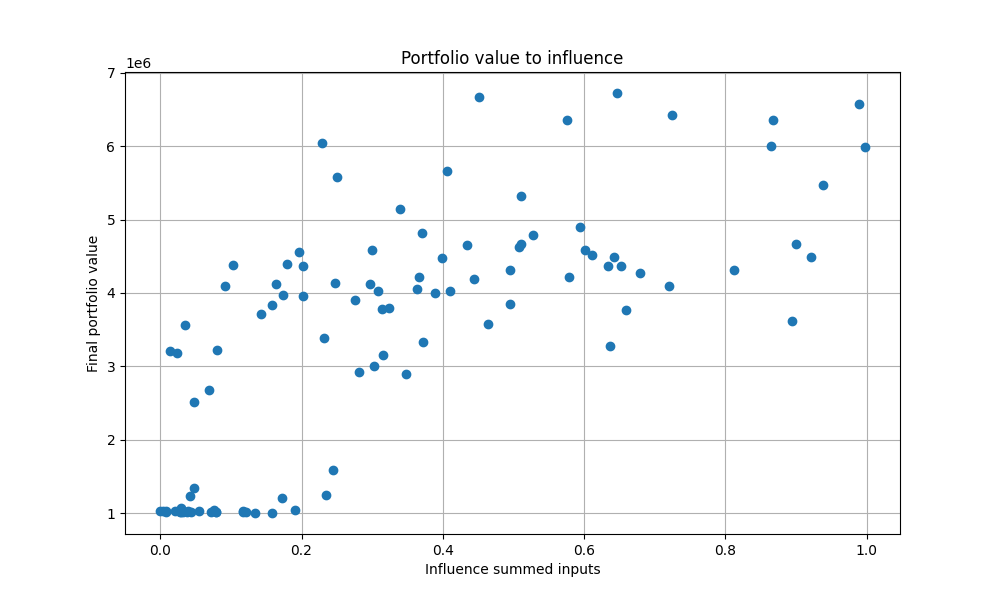 Portfolio value to influence
1e6
7
6
5
4
3
2
1
Final portfolio value
0.0 0.2 0.4 0.6 0.8 1.0
Influence summed inputs